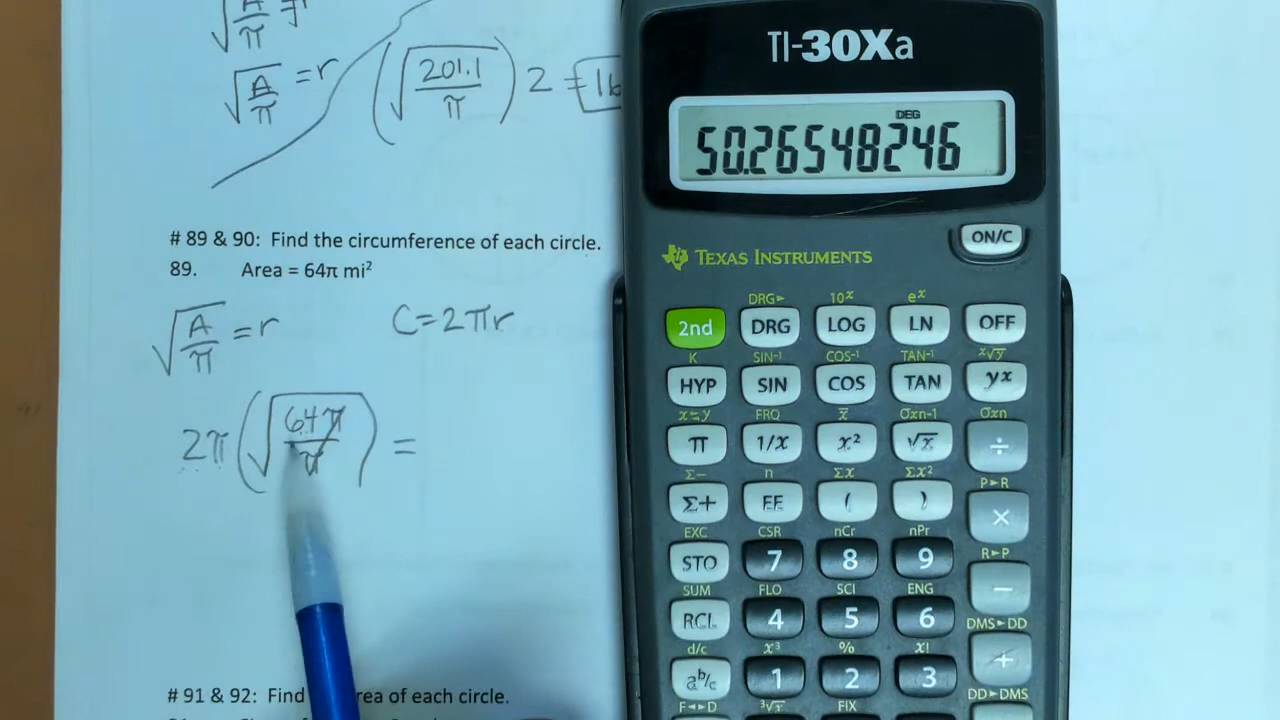 √(A/π) = r
√(A/π) = r (√(201.1/π)) 2 = 16
# 89 & 90: Find the circumference of each circle.
89. Area = 64π mi²
√(A/π) = r C = 2πr
2π(√(64π/π)) =
# 91 & 92: Find rea of each circle.
TI-30Xa
DEG
50.26548246
TEXAS INSTRUMENTS
ON/C
DRG► 10ˣ eˣ
2nd DRG LOG LN OFF
K SIN⁻¹ COS⁻¹ TAN⁻¹ ˣ√y
HYP SIN COS TAN yˣ
x⇆y FRQ x̄ σxn-1 σxn
π 1/x x² √x ÷
Σ- n Σx Σx² P►R
Σ+ EE ( ) ×
EXC CSR nCr nPr R►P
STO 7 8 9 −
SUM FLO SCI ENG DMS►DD
RCL 4 5 6 +
d/c x³ % x! DD►DMS
aᵇ/c 1 2 3
F◄►D ³√x FIX